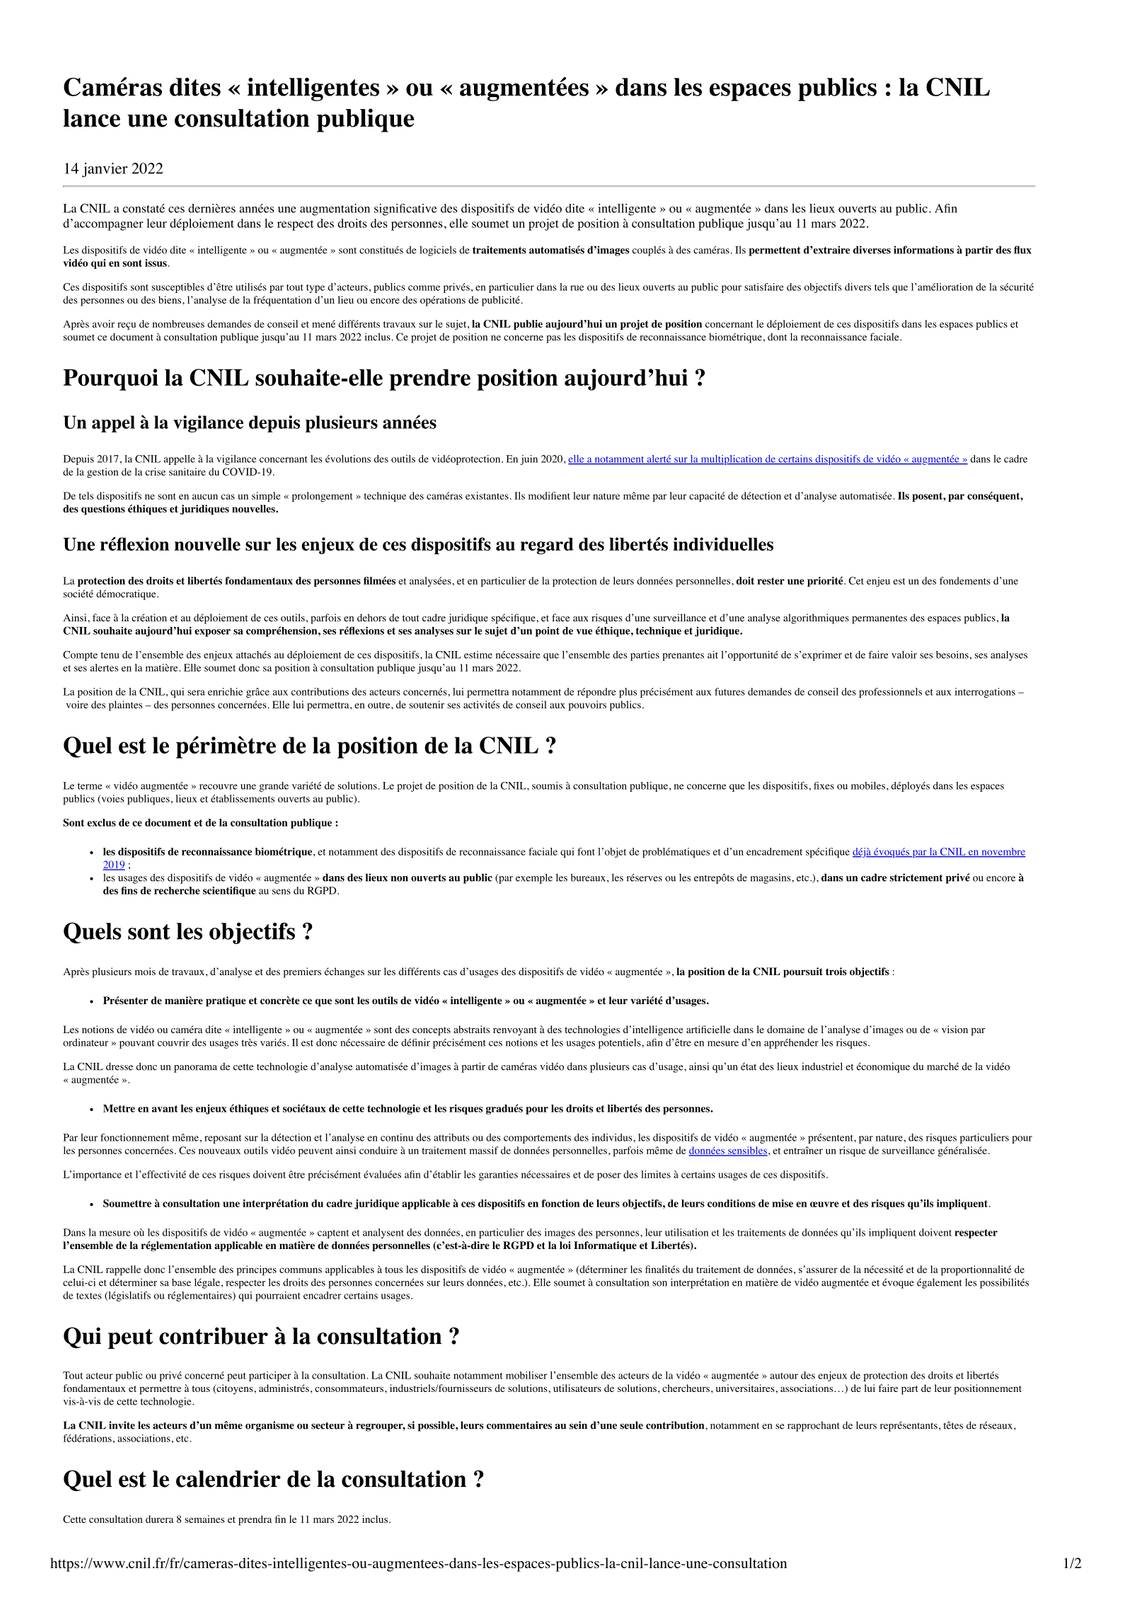 Caméras dites « intelligentes » ou « augmentées » dans les espaces publics : la CNIL
lance une consultation publique
14 janvier 2022
La CNIL a constaté ces dernières années une augmentation significative des dispositifs de vidéo dite « intelligente » ou « augmentée » dans les lieux ouverts au public. Afin
d’accompagner leur déploiement dans le respect des droits des personnes, elle soumet un projet de position à consultation publique jusqu’au 11 mars 2022.
Les dispositifs de vidéo dite « intelligente » ou « augmentée » sont constitués de logiciels de traitements automatisés d’images couplés à des caméras. Ils permettent d’extraire diverses informations à partir des flux
vidéo qui en sont issus.
Ces dispositifs sont susceptibles d’être utilisés par tout type d’acteurs, publics comme privés, en particulier dans la rue ou des lieux ouverts au public pour satisfaire des objectifs divers tels que l’amélioration de la sécurité
des personnes ou des biens, l’analyse de la fréquentation d’un lieu ou encore des opérations de publicité.
Après avoir reçu de nombreuses demandes de conseil et mené différents travaux sur le sujet, la CNIL publie aujourd’hui un projet de position concernant le déploiement de ces dispositifs dans les espaces publics et
soumet ce document à consultation publique jusqu’au 11 mars 2022 inclus. Ce projet de position ne concerne pas les dispositifs de reconnaissance biométrique, dont la reconnaissance faciale.
Pourquoi la CNIL souhaite-elle prendre position aujourd’hui ?
Un appel à la vigilance depuis plusieurs années
Depuis 2017, la CNIL appelle à la vigilance concernant les évolutions des outils de vidéoprotection. En juin 2020, elle a notamment alerté sur la multiplication de certains dispositifs de vidéo « augmentée » dans le cadre
de la gestion de la crise sanitaire du COVID-19.
De tels dispositifs ne sont en aucun cas un simple « prolongement » technique des caméras existantes. Ils modifient leur nature même par leur capacité de détection et d’analyse automatisée. Ils posent, par conséquent,
des questions éthiques et juridiques nouvelles.
Une réflexion nouvelle sur les enjeux de ces dispositifs au regard des libertés individuelles
La protection des droits et libertés fondamentaux des personnes filmées et analysées, et en particulier de la protection de leurs données personnelles, doit rester une priorité. Cet enjeu est un des fondements d’une
société démocratique.
Ainsi, face à la création et au déploiement de ces outils, parfois en dehors de tout cadre juridique spécifique, et face aux risques d’une surveillance et d’une analyse algorithmiques permanentes des espaces publics, la
CNIL souhaite aujourd’hui exposer sa compréhension, ses réflexions et ses analyses sur le sujet d’un point de vue éthique, technique et juridique.
Compte tenu de l’ensemble des enjeux attachés au déploiement de ces dispositifs, la CNIL estime nécessaire que l’ensemble des parties prenantes ait l’opportunité de s’exprimer et de faire valoir ses besoins, ses analyses
et ses alertes en la matière. Elle soumet donc sa position à consultation publique jusqu’au 11 mars 2022.
La position de la CNIL, qui sera enrichie grâce aux contributions des acteurs concernés, lui permettra notamment de répondre plus précisément aux futures demandes de conseil des professionnels et aux interrogations –
voire des plaintes – des personnes concernées. Elle lui permettra, en outre, de soutenir ses activités de conseil aux pouvoirs publics.
Quel est le périmètre de la position de la CNIL ?
Le terme « vidéo augmentée » recouvre une grande variété de solutions. Le projet de position de la CNIL, soumis à consultation publique, ne concerne que les dispositifs, fixes ou mobiles, déployés dans les espaces
publics (voies publiques, lieux et établissements ouverts au public).
Sont exclus de ce document et de la consultation publique :
• les dispositifs de reconnaissance biométrique, et notamment des dispositifs de reconnaissance faciale qui font l’objet de problématiques et d’un encadrement spécifique déjà évoqués par la CNIL en novembre
2019 ;
• les usages des dispositifs de vidéo « augmentée » dans des lieux non ouverts au public (par exemple les bureaux, les réserves ou les entrepôts de magasins, etc.), dans un cadre strictement privé ou encore à
des fins de recherche scientifique au sens du RGPD.
Quels sont les objectifs ?
Après plusieurs mois de travaux, d’analyse et des premiers échanges sur les différents cas d’usages des dispositifs de vidéo « augmentée », la position de la CNIL poursuit trois objectifs :
• Présenter de manière pratique et concrète ce que sont les outils de vidéo « intelligente » ou « augmentée » et leur variété d’usages.
Les notions de vidéo ou caméra dite « intelligente » ou « augmentée » sont des concepts abstraits renvoyant à des technologies d’intelligence artificielle dans le domaine de l’analyse d’images ou de « vision par
ordinateur » pouvant couvrir des usages très variés. Il est donc nécessaire de définir précisément ces notions et les usages potentiels, afin d’être en mesure d’en appréhender les risques.
La CNIL dresse donc un panorama de cette technologie d’analyse automatisée d’images à partir de caméras vidéo dans plusieurs cas d’usage, ainsi qu’un état des lieux industriel et économique du marché de la vidéo
« augmentée ».
• Mettre en avant les enjeux éthiques et sociétaux de cette technologie et les risques gradués pour les droits et libertés des personnes.
Par leur fonctionnement même, reposant sur la détection et l’analyse en continu des attributs ou des comportements des individus, les dispositifs de vidéo « augmentée » présentent, par nature, des risques particuliers pour
les personnes concernées. Ces nouveaux outils vidéo peuvent ainsi conduire à un traitement massif de données personnelles, parfois même de données sensibles, et entraîner un risque de surveillance généralisée.
L’importance et l’effectivité de ces risques doivent être précisément évaluées afin d’établir les garanties nécessaires et de poser des limites à certains usages de ces dispositifs.
• Soumettre à consultation une interprétation du cadre juridique applicable à ces dispositifs en fonction de leurs objectifs, de leurs conditions de mise en œuvre et des risques qu’ils impliquent.
Dans la mesure où les dispositifs de vidéo « augmentée » captent et analysent des données, en particulier des images des personnes, leur utilisation et les traitements de données qu’ils impliquent doivent respecter
l’ensemble de la réglementation applicable en matière de données personnelles (c’est-à-dire le RGPD et la loi Informatique et Libertés).
La CNIL rappelle donc l’ensemble des principes communs applicables à tous les dispositifs de vidéo « augmentée » (déterminer les finalités du traitement de données, s’assurer de la nécessité et de la proportionnalité de
celui-ci et déterminer sa base légale, respecter les droits des personnes concernées sur leurs données, etc.). Elle soumet à consultation son interprétation en matière de vidéo augmentée et évoque également les possibilités
de textes (législatifs ou réglementaires) qui pourraient encadrer certains usages.
Qui peut contribuer à la consultation ?
Tout acteur public ou privé concerné peut participer à la consultation. La CNIL souhaite notamment mobiliser l’ensemble des acteurs de la vidéo « augmentée » autour des enjeux de protection des droits et libertés
fondamentaux et permettre à tous (citoyens, administrés, consommateurs, industriels/fournisseurs de solutions, utilisateurs de solutions, chercheurs, universitaires, associations…) de lui faire part de leur positionnement
vis-à-vis de cette technologie.
La CNIL invite les acteurs d’un même organisme ou secteur à regrouper, si possible, leurs commentaires au sein d’une seule contribution, notamment en se rapprochant de leurs représentants, têtes de réseaux,
fédérations, associations, etc.
Quel est le calendrier de la consultation ?
Cette consultation durera 8 semaines et prendra fin le 11 mars 2022 inclus.
https://www.cnil.fr/fr/cameras-dites-intelligentes-ou-augmentees-dans-les-espaces-publics-la-cnil-lance-une-consultation 1/2